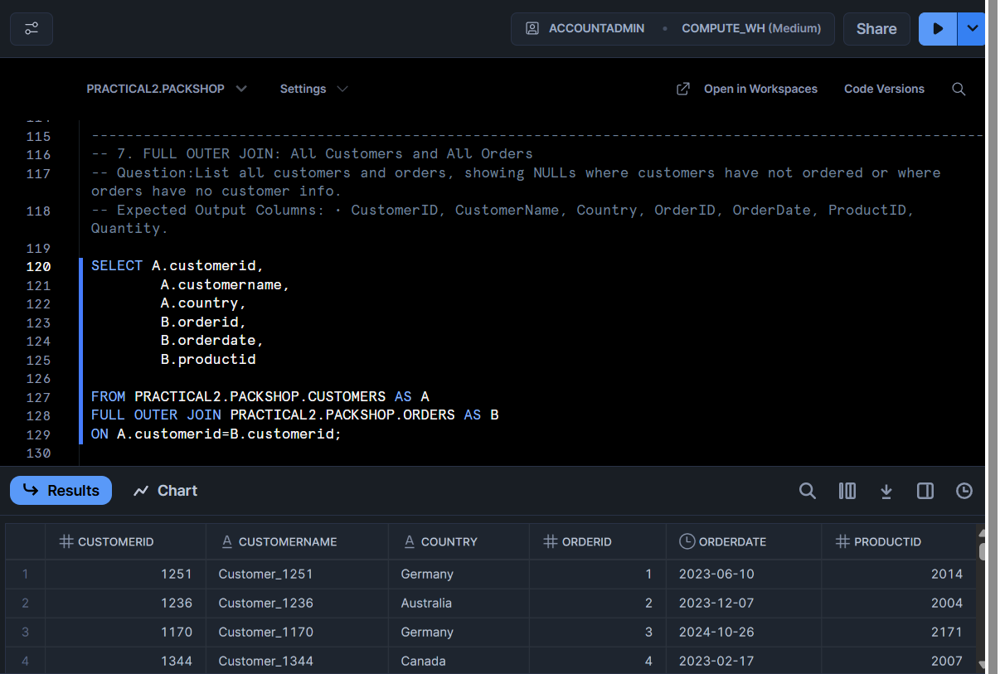 ACCOUNTADMIN • COMPUTE_WH (Medium) Share
PRACTICAL2.PACKSHOP Settings Open in Workspaces Code Versions
115 --------------------------------------------------------------------------------------------------------
116 -- 7. FULL OUTER JOIN: All Customers and All Orders
117 -- Question:List all customers and orders, showing NULLs where customers have not ordered or where
orders have no customer info.
118 -- Expected Output Columns: • CustomerID, CustomerName, Country, OrderID, OrderDate, ProductID,
Quantity.
119
120 SELECT A.customerid,
121 A.customername,
122 A.country,
123 B.orderid,
124 B.orderdate,
125 B.productid
126
127 FROM PRACTICAL2.PACKSHOP.CUSTOMERS AS A
128 FULL OUTER JOIN PRACTICAL2.PACKSHOP.ORDERS AS B
129 ON A.customerid=B.customerid;
130
Results Chart
# CUSTOMERID A CUSTOMERNAME A COUNTRY # ORDERID ORDERDATE # PRODUCTID
1 1251 Customer_1251 Germany 1 2023-06-10 2014
2 1236 Customer_1236 Australia 2 2023-12-07 2004
3 1170 Customer_1170 Germany 3 2024-10-26 2171
4 1344 Customer_1344 Canada 4 2023-02-17 2007